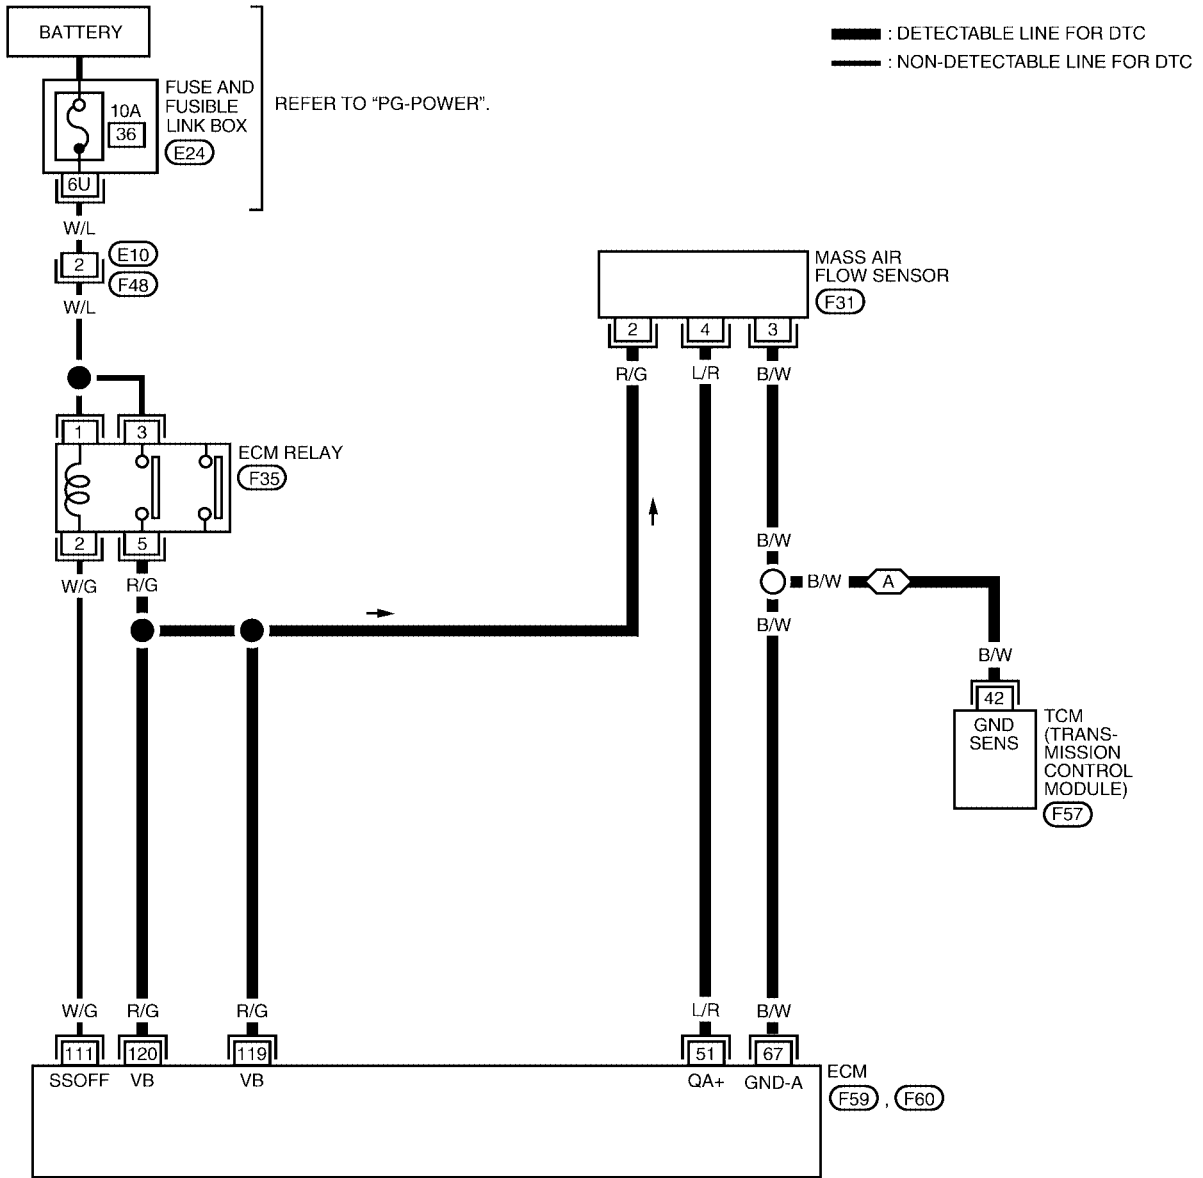 BATTERY
: DETECTABLE LINE FOR DTC
: NON-DETECTABLE LINE FOR DTC
FUSE AND
FUSIBLE
LINK BOX
E24
10A
36
REFER TO “PG-POWER”.
6U
W/L
2
E10
F48
W/L
MASS AIR
FLOW SENSOR
F31
2 4 3
R/G L/R B/W
1 3
ECM RELAY
F35
2 5
W/G R/G
B/W
B/W A
B/W
B/W
42
GND
SENS
TCM
(TRANS-
MISSION
CONTROL
MODULE)
F57
W/G R/G R/G L/R B/W
111 120 119 51 67
SSOFF VB VB QA+ GND-A
ECM
F59 , F60